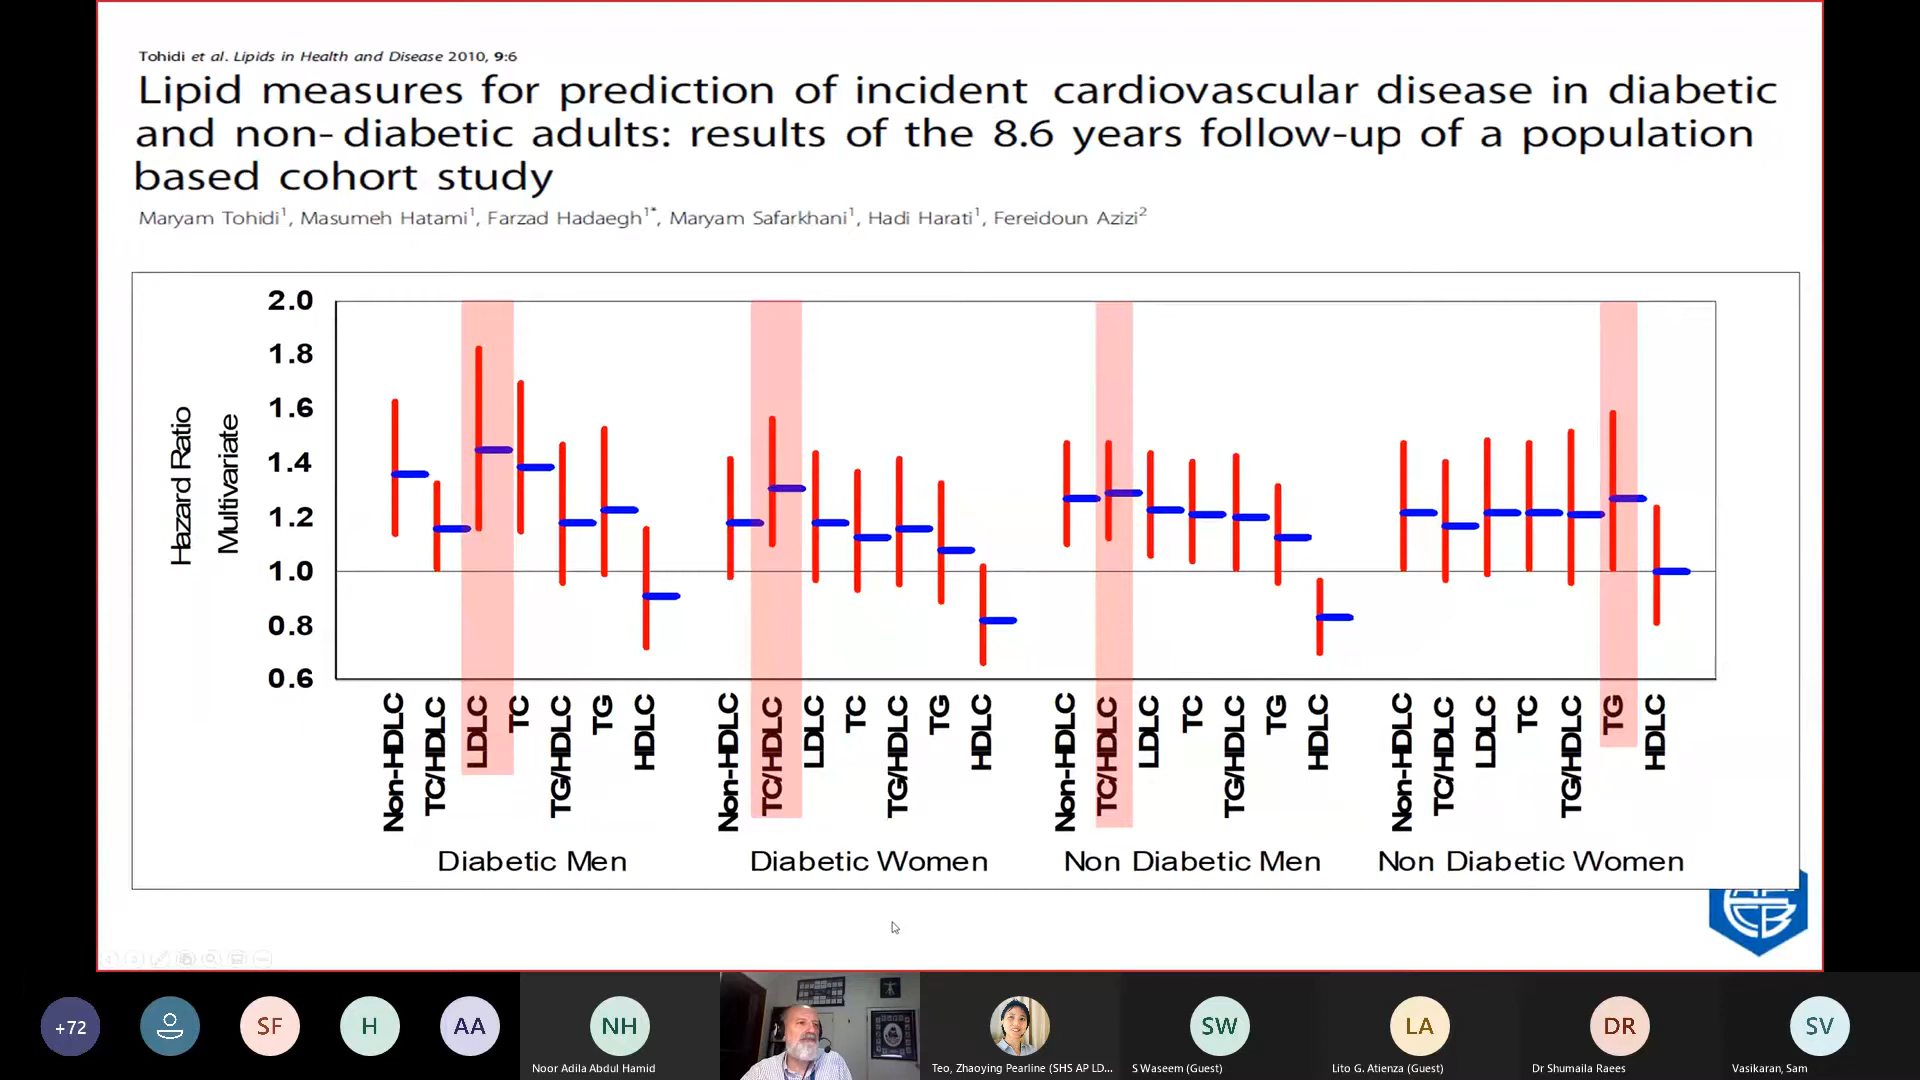 Tohidi et al. Lipids in Health and Disease 2010, 9:6
Lipid measures for prediction of incident cardiovascular disease in diabetic
and non-diabetic adults: results of the 8.6 years follow-up of a population
based cohort study
Maryam Tohidi1, Masumeh Hatami1, Farzad Hadaegh1*, Maryam Safarkhani1, Hadi Harati1, Fereidoun Azizi2
Hazard Ratio
Multivariate
2.0
1.8
1.6
1.4
1.2
1.0
0.8
0.6
Non-HDLC
TC/HDLC
LDLC
TC
TG/HDLC
TG
HDLC
Non-HDLC
TC/HDLC
LDLC
TC
TG/HDLC
TG
HDLC
Non-HDLC
TC/HDLC
LDLC
TC
TG/HDLC
TG
HDLC
Non-HDLC
TC/HDLC
LDLC
TC
TG/HDLC
TG
HDLC
Diabetic Men
Diabetic Women
Non Diabetic Men
Non Diabetic Women
+72
SF
H
AA
NH
Noor Adila Abdul Hamid
Teo, Zhaoying Pearline (SHS AP LD...
SW
S Waseem (Guest)
LA
Lito G. Atienza (Guest)
DR
Dr Shumaila Raees
SV
Vasikaran, Sam